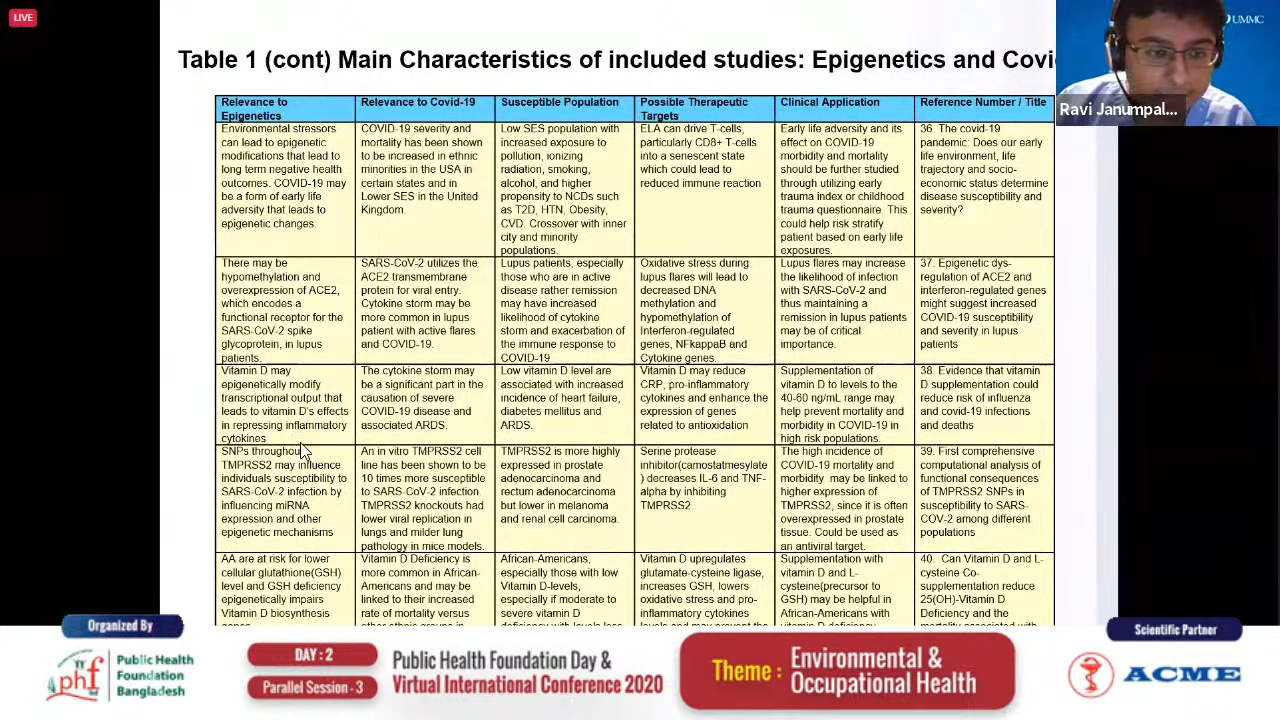 LIVE
UMMC
Ravi Janumpal...
Table 1 (cont) Main Characteristics of included studies: Epigenetics and Covi
Relevance to
Epigenetics
Relevance to Covid-19
Susceptible Population
Possible Therapeutic
Targets
Clinical Application
Reference Number / Title
Environmental stressors
can lead to epigenetic
modifications that lead to
long term negative health
outcomes. COVID-19 may
be a form of early life
adversity that leads to
epigenetic changes.
COVID-19 severity and
mortality has been shown
to be increased in ethnic
minorities in the USA in
certain states and in
Lower SES in the United
Kingdom.
Low SES population with
increased exposure to
pollution, ionizing
radiation, smoking,
alcohol, and higher
propensity to NCDs such
as T2D, HTN, Obesity,
CVD. Crossover with inner
city and minority
populations.
ELA can drive T-cells,
particularly CD8+ T-cells
into a senescent state
which could lead to
reduced immune reaction
Early life adversity and its
effect on COVID-19
morbidity and mortality
should be further studied
through utilizing early
trauma index or childhood
trauma questionnaire. This
could help risk stratify
patient based on early life
exposures.
36. The covid-19
pandemic: Does our early
life environment, life
trajectory and socio-
economic status determine
disease susceptibility and
severity?
There may be
hypomethylation and
overexpression of ACE2,
which encodes a
functional receptor for the
SARS-CoV-2 spike
glycoprotein, in lupus
patients.
SARS-CoV-2 utilizes the
ACE2 transmembrane
protein for viral entry.
Cytokine storm may be
more common in lupus
patient with active flares
and COVID-19.
Lupus patients, especially
those who are in active
disease rather remission
may have increased
likelihood of cytokine
storm and exacerbation of
the immune response to
COVID-19
Oxidative stress during
lupus flares will lead to
decreased DNA
methylation and
hypomethylation of
Interferon-regulated
genes, NFkappaB and
Cytokine genes.
Lupus flares may increase
the likelihood of infection
with SARS-CoV-2 and
thus maintaining a
remission in lupus patients
may be of critical
importance.
37. Epigenetic dys-
regulation of ACE2 and
interferon-regulated genes
might suggest increased
COVID-19 susceptibility
and severity in lupus
patients
Vitamin D may
epigenetically modify
transcriptional output that
leads to vitamin D's effects
in repressing inflammatory
cytokines
The cytokine storm may
be a significant part in the
causation of severe
COVID-19 disease and
associated ARDS.
Low vitamin D level are
associated with increased
incidence of heart failure,
diabetes mellitus and
ARDS.
Vitamin D may reduce
CRP, pro-inflammatory
cytokines and enhance the
expression of genes
related to antioxidation
Supplementation of
vitamin D to levels to the
40-60 ng/mL range may
help prevent mortality and
morbidity in COVID-19 in
high risk populations.
38. Evidence that vitamin
D supplementation could
reduce risk of influenza
and covid-19 infections
and deaths
SNPs throughout
TMPRSS2 may influence
individuals susceptibility to
SARS-CoV-2 infection by
influencing miRNA
expression and other
epigenetic mechanisms
An in vitro TMPRSS2 cell
line has been shown to be
10 times more susceptible
to SARS-CoV-2 infection.
TMPRSS2 knockouts had
lower viral replication in
lungs and milder lung
pathology in mice models.
TMPRSS2 is more highly
expressed in prostate
adenocarcinoma and
rectum adenocarcinoma
but lower in melanoma
and renal cell carcinoma.
Serine protease
inhibitor(camostatmesylate
) decreases IL-6 and TNF-
alpha by inhibiting
TMPRSS2.
The high incidence of
COVID-19 mortality and
morbidity may be linked to
higher expression of
TMPRSS2, since it is often
overexpressed in prostate
tissue. Could be used as
an antiviral target.
39. First comprehensive
computational analysis of
functional consequences
of TMPRSS2 SNPs in
susceptibility to SARS-
COV-2 among different
populations
AA are at risk for lower
cellular glutathione(GSH)
level and GSH deficiency
epigenetically impairs
Vitamin D biosynthesis
genes
Vitamin D Deficiency is
more common in African-
Americans and may be
linked to their increased
rate of mortality versus
other ethnic groups in
African-Americans,
especially those with low
Vitamin D-levels,
especially if moderate to
severe vitamin D
deficiency with levels less
Vitamin D upregulates
glutamate-cysteine ligase,
increases GSH, lowers
oxidative stress and pro-
inflammatory cytokines
levels and may prevent the
Supplementation with
vitamin D and L-
cysteine(precursor to
GSH) may be helpful in
African-Americans with
vitamin D deficiency
40. Can Vitamin D and L-
cysteine Co-
supplementation reduce
25(OH)-Vitamin D
Deficiency and the
mortality associated with
Organized By
phf
Public Health
Foundation
Bangladesh
DAY : 2
Parallel Session - 3
Public Health Foundation Day &
Virtual International Conference 2020
Theme :
Environmental &
Occupational Health
Scientific Partner
ACME